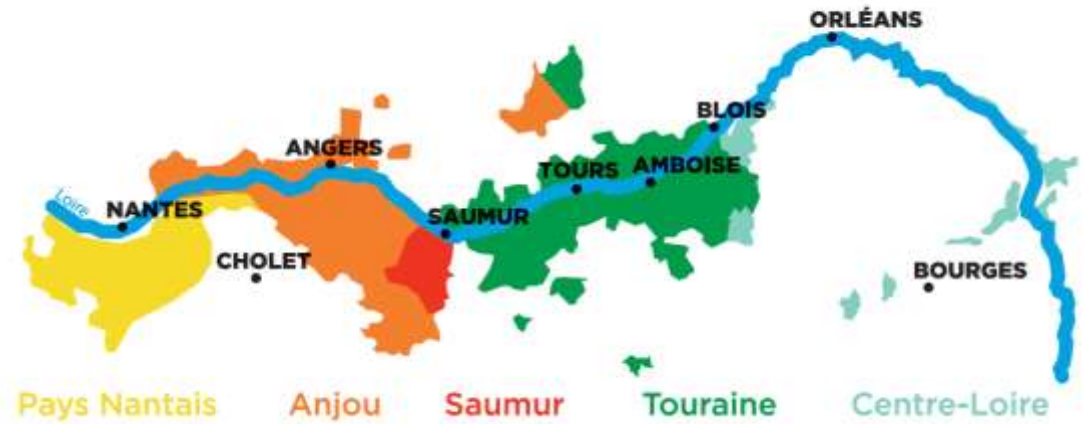 ORLÉANS
BLOIS
ANGERS
TOURS
AMBOISE
Loire
NANTES
SAUMUR
CHOLET
BOURGES
Pays Nantais
Anjou
Saumur
Touraine
Centre-Loire